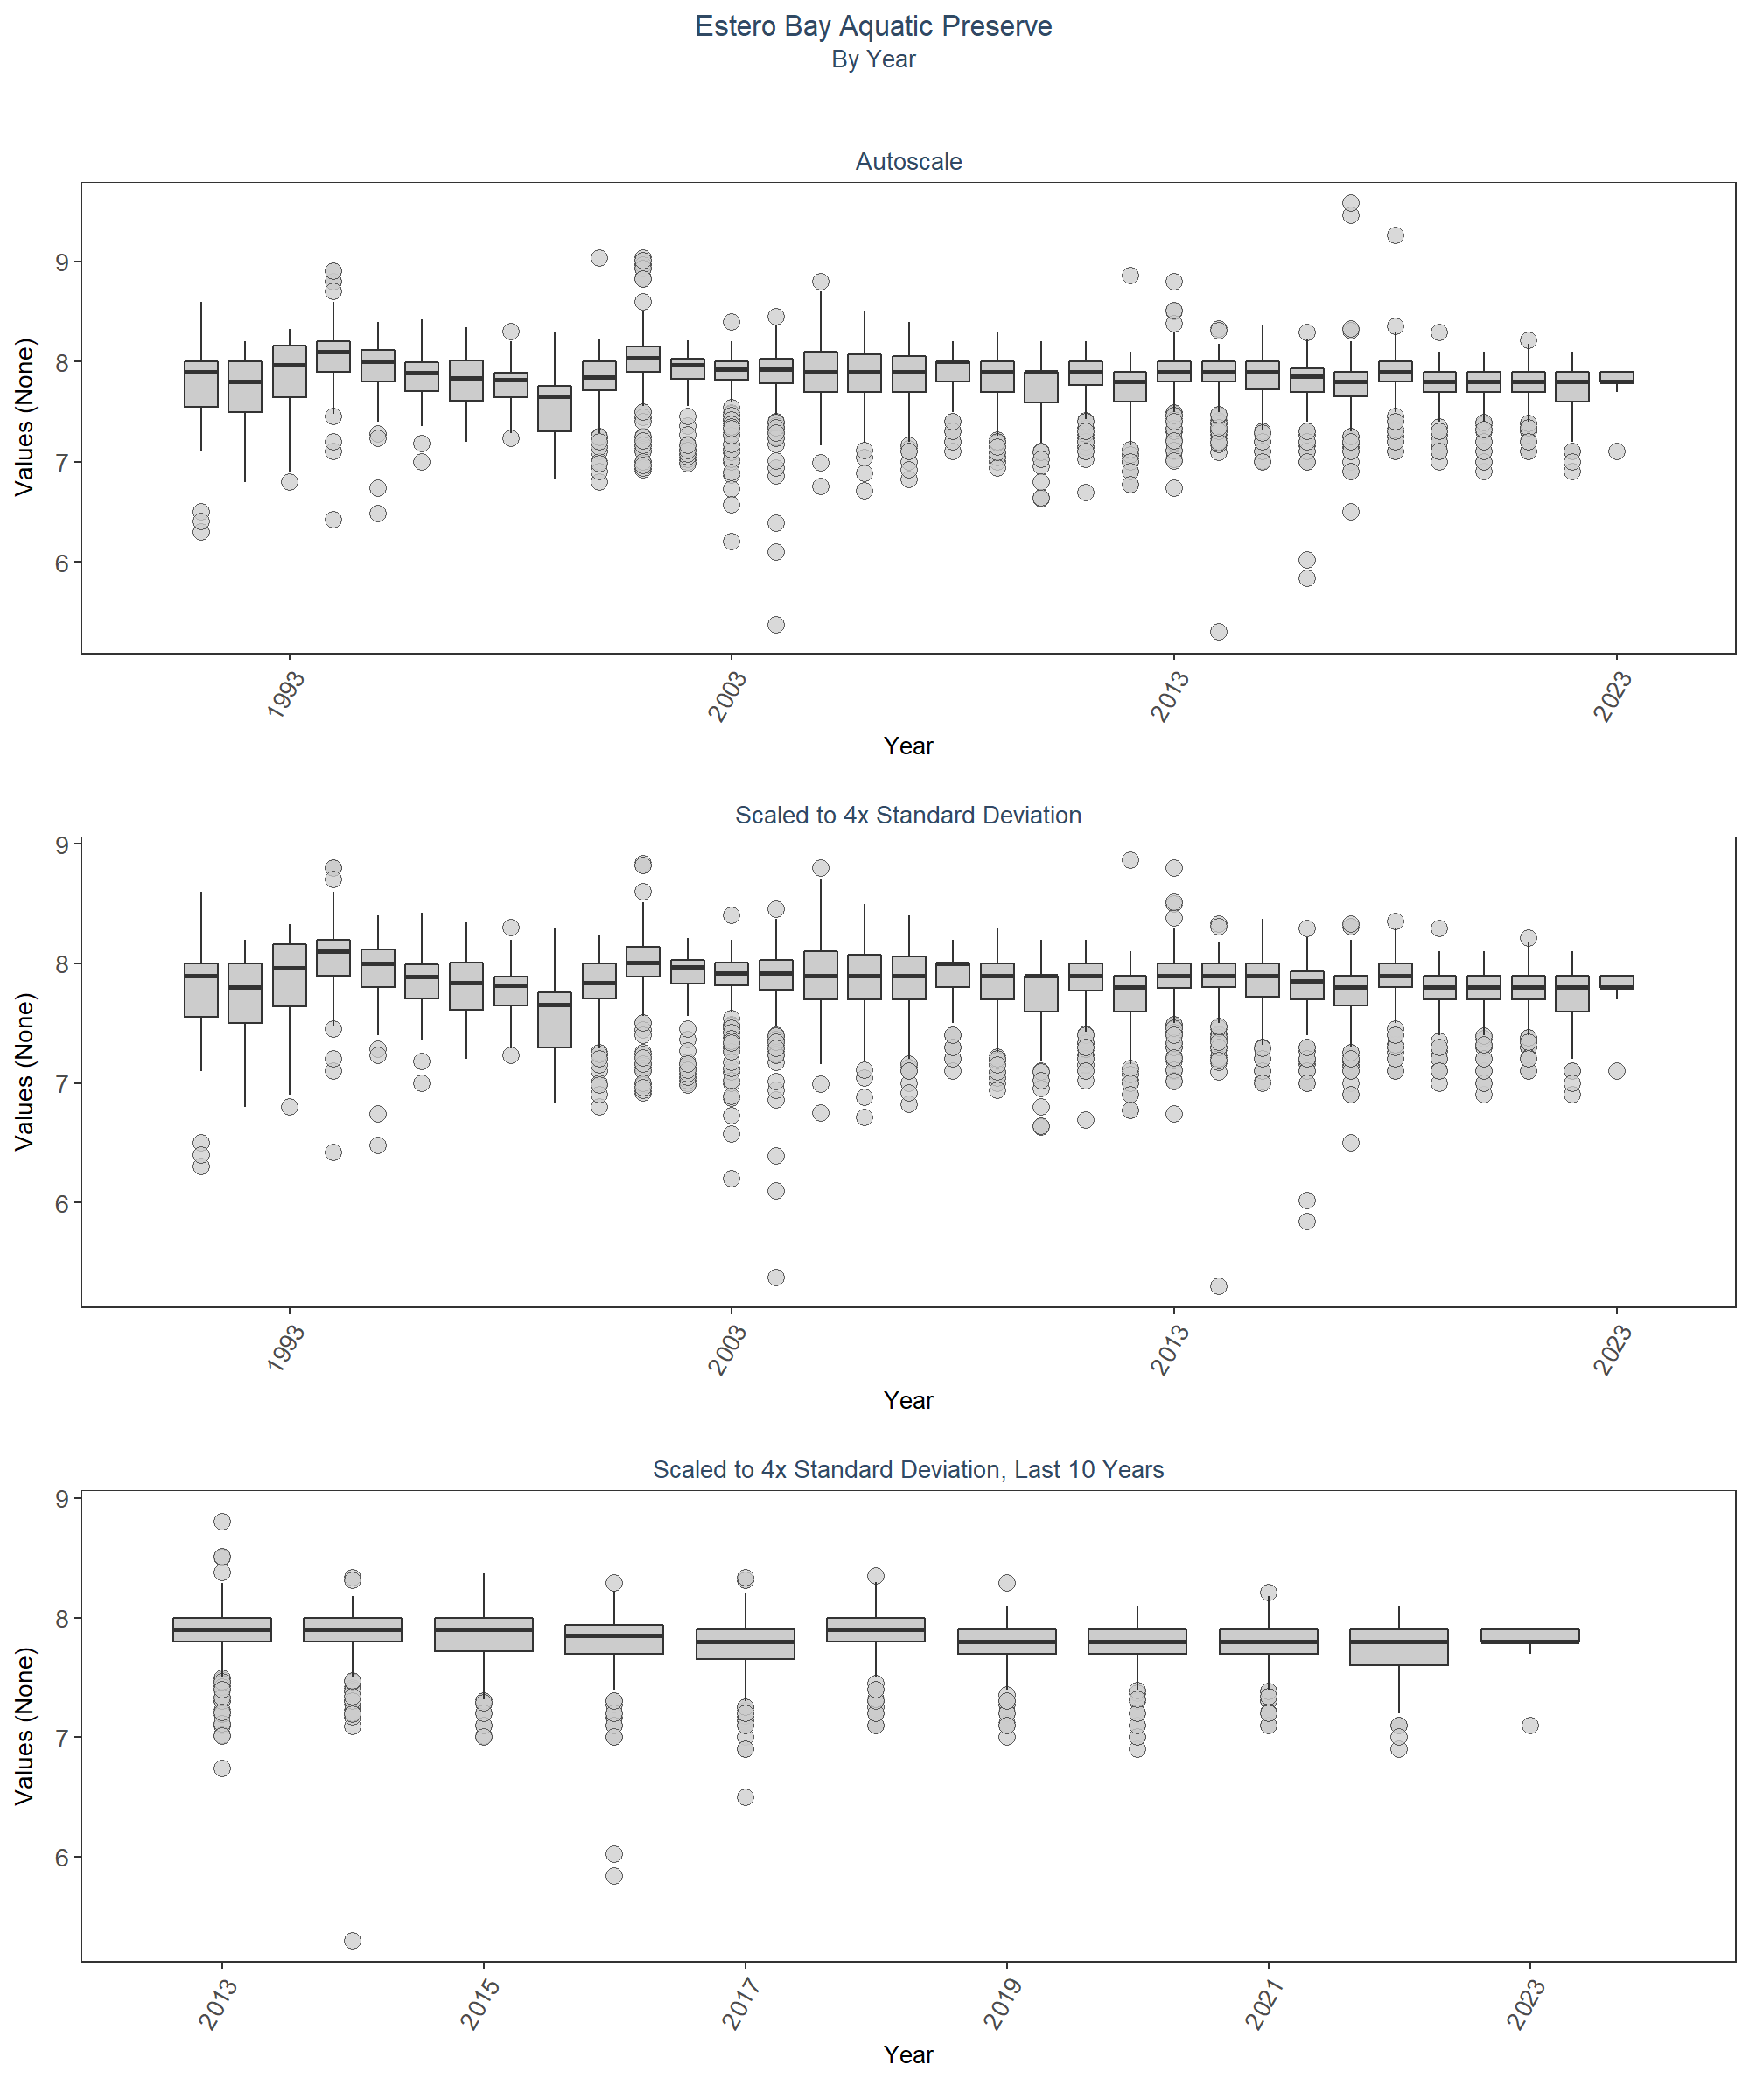 Estero Bay Aquatic Preserve
By Year
Autoscale
Values (None)
9
8
7
6
1993 2003 2013 2023
Year
Scaled to 4x Standard Deviation
Values (None)
9
8
7
6
1993 2003 2013 2023
Year
Scaled to 4x Standard Deviation, Last 10 Years
Values (None)
9
8
7
6
2013 2015 2017 2019 2021 2023
Year